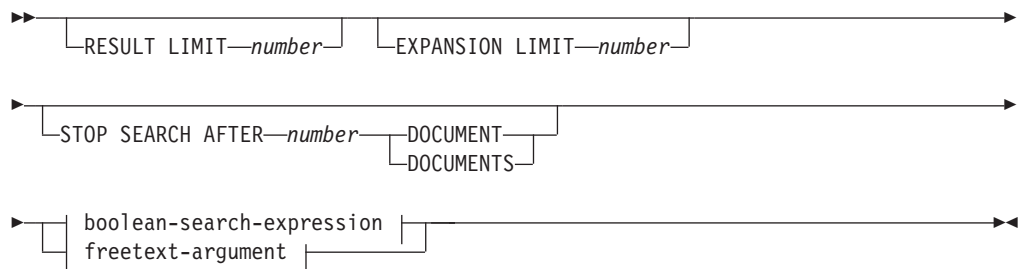 RESULT LIMIT number EXPANSION LIMIT number
STOP SEARCH AFTER number DOCUMENT
DOCUMENTS
boolean-search-expression
freetext-argument